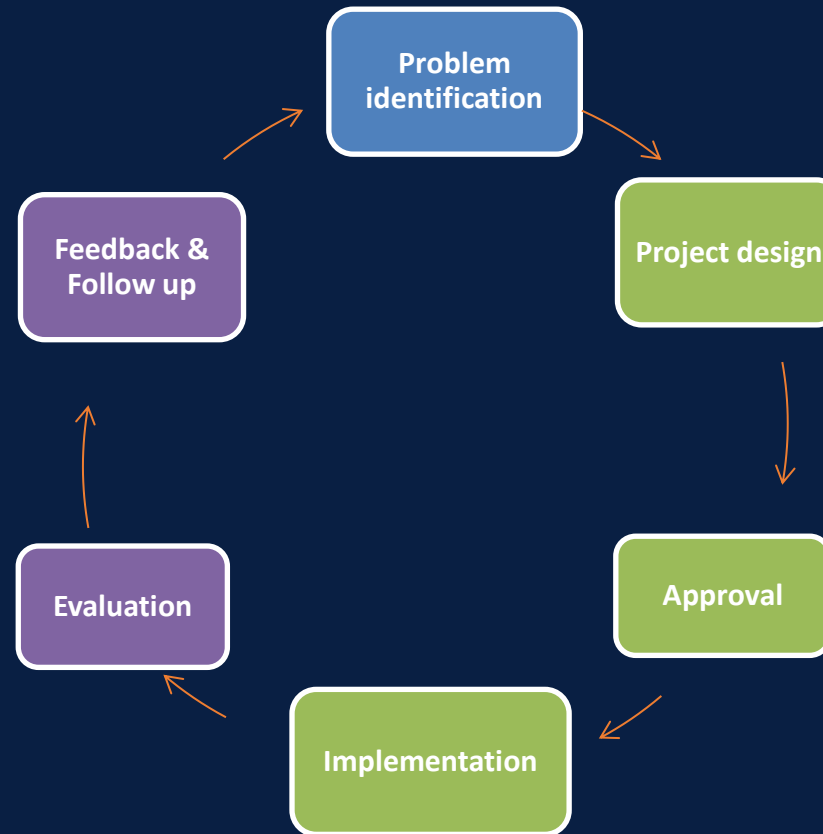 Problem
identification
Project design
Approval
Implementation
Evaluation
Feedback &
Follow up